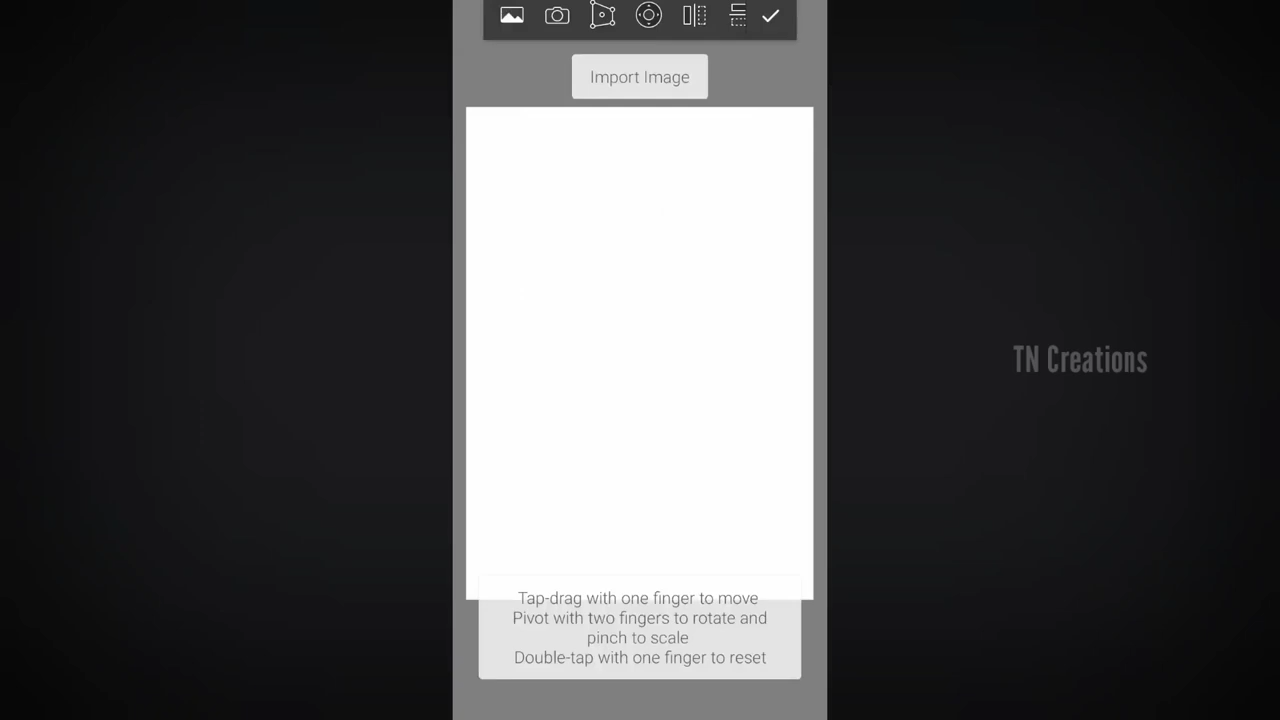 Import Image
TN Creations
Tap-drag with one finger to move
Pivot with two fingers to rotate and
pinch to scale
Double-tap with one finger to reset